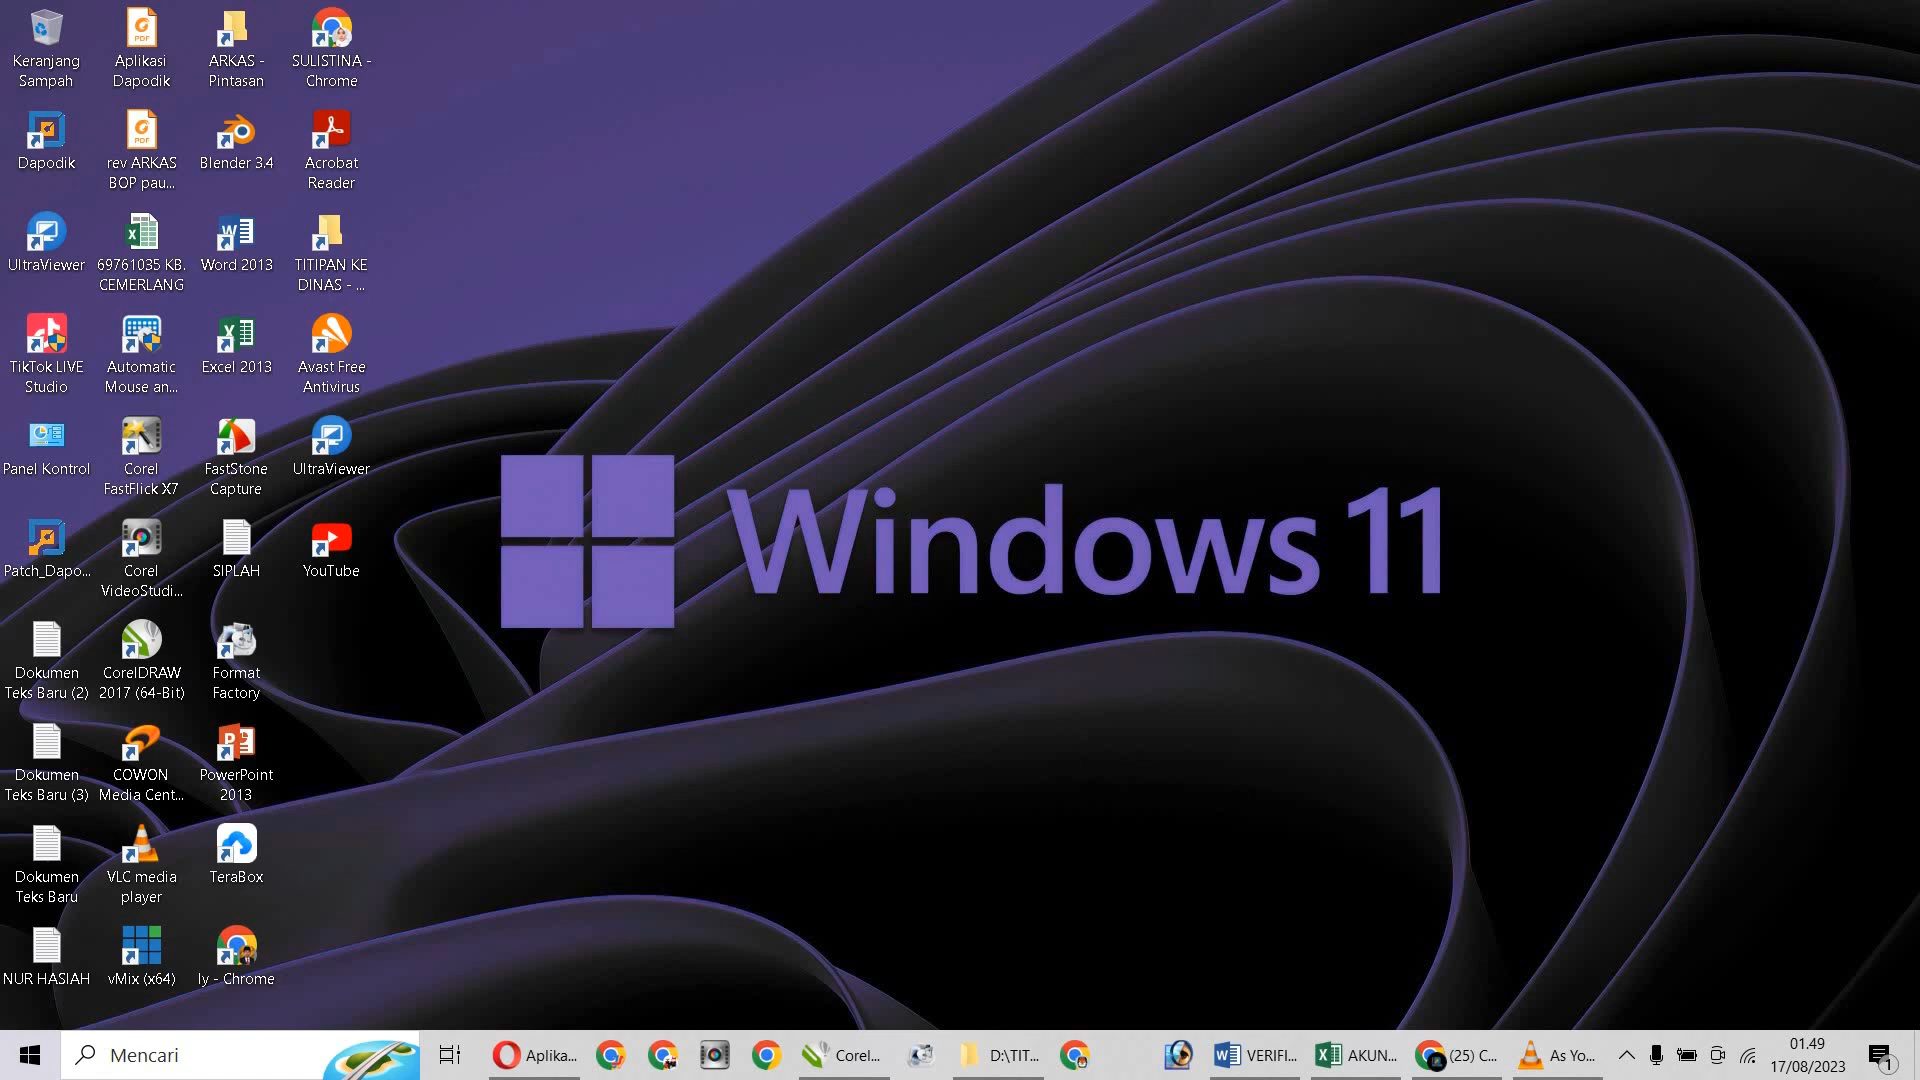 Keranjang
Sampah
Aplikasi
Dapodik
ARKAS -
Pintasan
SULISTINA -
Chrome
Dapodik
rev ARKAS
BOP pau...
Blender 3.4
Acrobat
Reader
UltraViewer
69761035 KB.
CEMERLANG
Word 2013
TITIPAN KE
DINAS - ...
TikTok LIVE
Studio
Automatic
Mouse an...
Excel 2013
Avast Free
Antivirus
Panel Kontrol
Corel
FastFlick X7
FastStone
Capture
UltraViewer
Patch_Dapo...
Corel
VideoStudi...
SIPLAH
YouTube
Windows 11
Dokumen
Teks Baru (2)
CorelDRAW
2017 (64-Bit)
Format
Factory
Dokumen
Teks Baru (3)
COWON
Media Cent...
PowerPoint
2013
Dokumen
Teks Baru
VLC media
player
TeraBox
NUR HASIAH
vMix (x64)
ly - Chrome
Mencari
Aplika...
Corel...
D:\TIT...
VERIFI...
AKUN...
(25) C...
As Yo...
01.49
17/08/2023
1